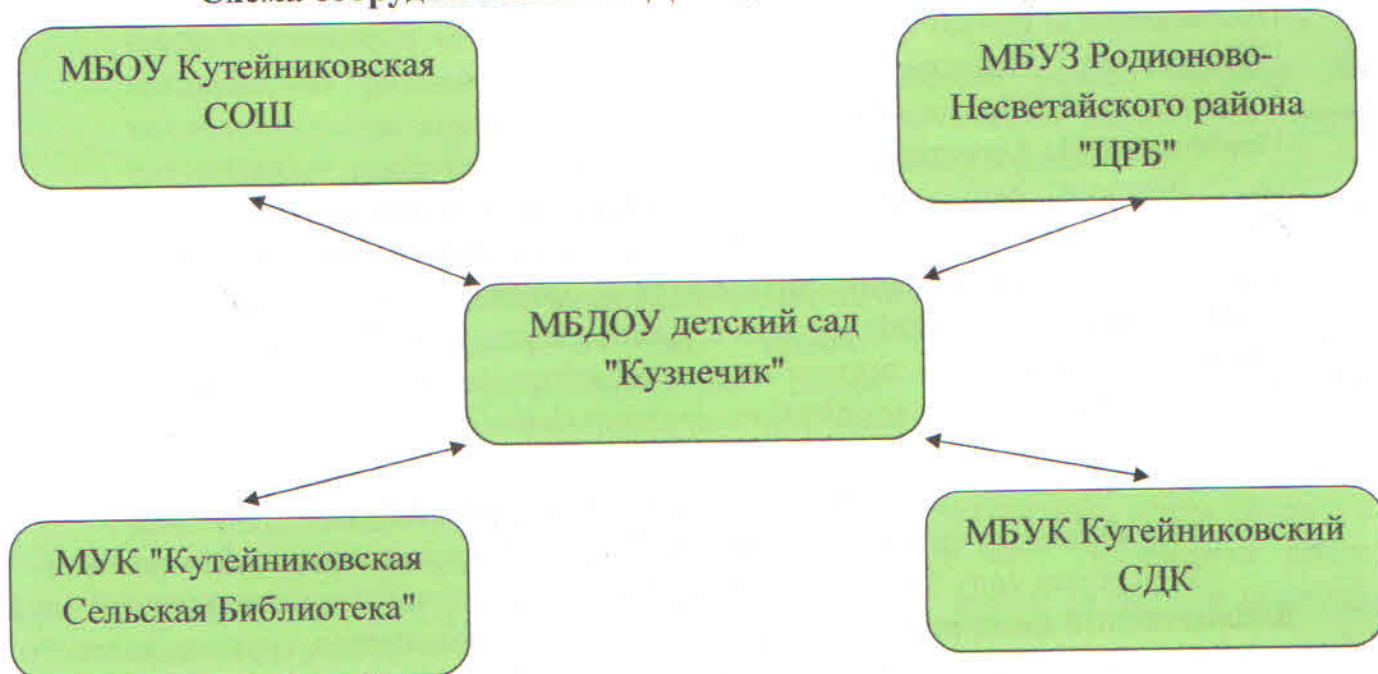 Схема
МБОУ Кутейниковская
СОШ
МБУЗ Родионово-
Несветайского района
"ЦРБ"
МБДОУ детский сад
"Кузнечик"
МУК "Кутейниковская
Сельская Библиотека"
МБУК Кутейниковский
СДК